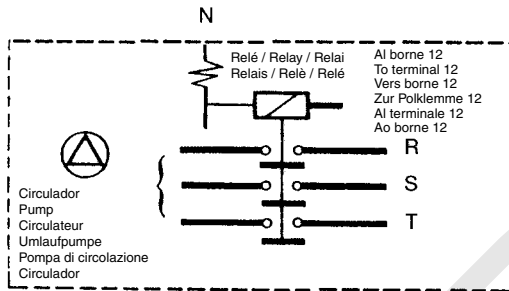 N
Relé / Relay / Relai
Relais / Relè / Relé
Al borne 12
To terminal 12
Vers borne 12
Zur Polklemme 12
Al terminale 12
Ao borne 12
R
S
T
Circulador
Pump
Circulateur
Umlaufpumpe
Pompa di circolazione
Circulador